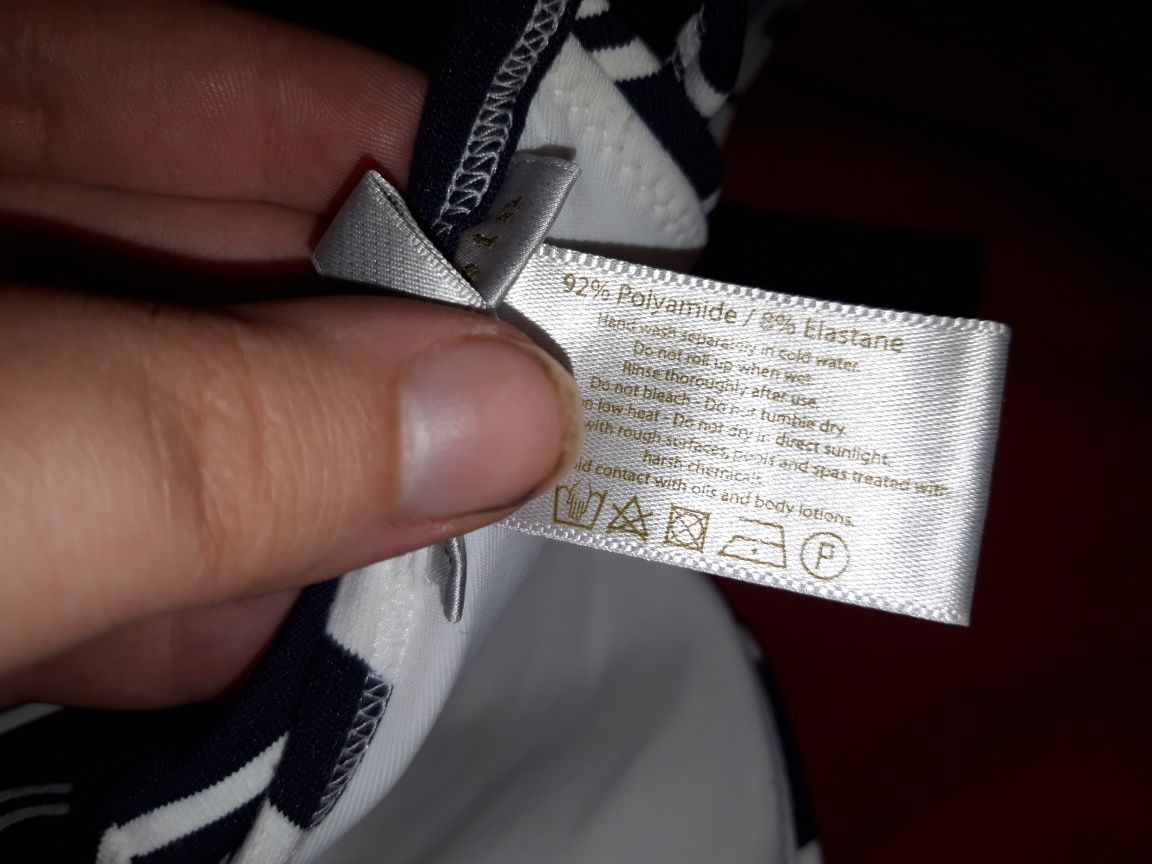 92% Polyamide / 8% Elastane
Hand wash separately in cold water.
Do not roll up when wet.
Rinse thoroughly after use.
Do not bleach - Do not tumble dry.
low heat - Do not dry in direct sunlight.
with rough surfaces, pools and spas treated with
harsh chemicals.
contact with oils and body lotions.
P